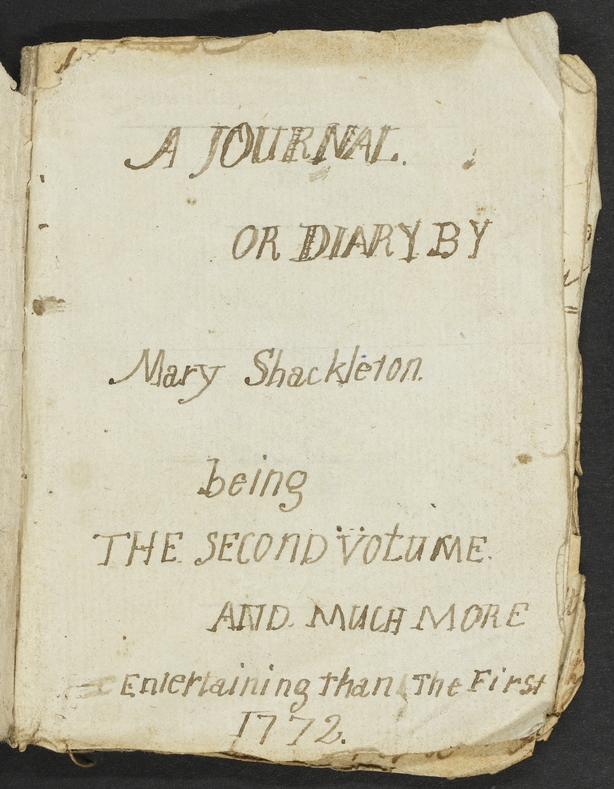 A JOURNAL.
OR DIARY BY
Mary Shackleton.
being
THE SECOND VOLUME.
AND MUCH MORE
Entertaining than The First
1772.